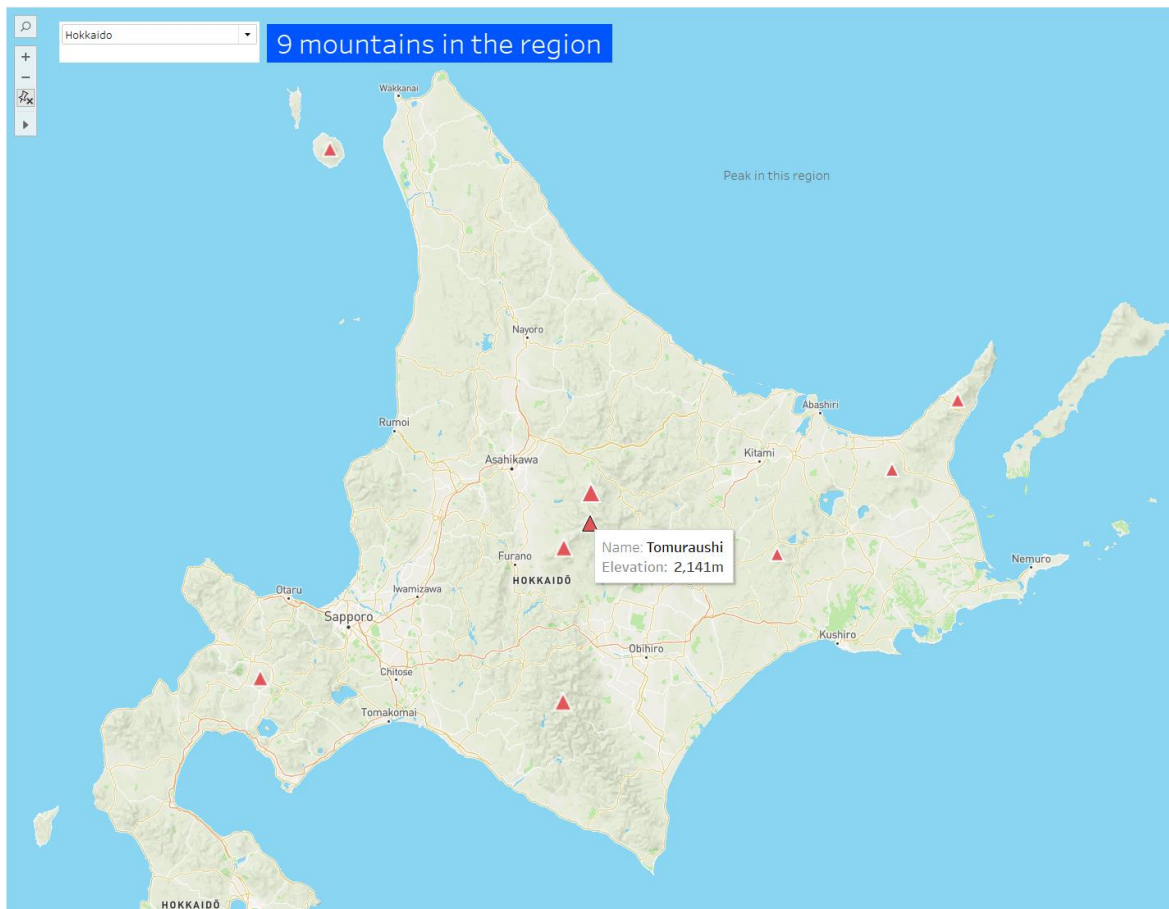 Hokkaido
9 mountains in the region
Wakkanai
Peak in this region
Nayoro
Abashiri
Rumoi
Kitami
Asahikawa
Name: Tomuraushi
Elevation: 2,141m
Furano
HOKKAIDŌ
Nemuro
Otaru
Iwamizawa
Sapporo
Kushiro
Obihiro
Chitose
Tomakomai
HOKKAIDŌ